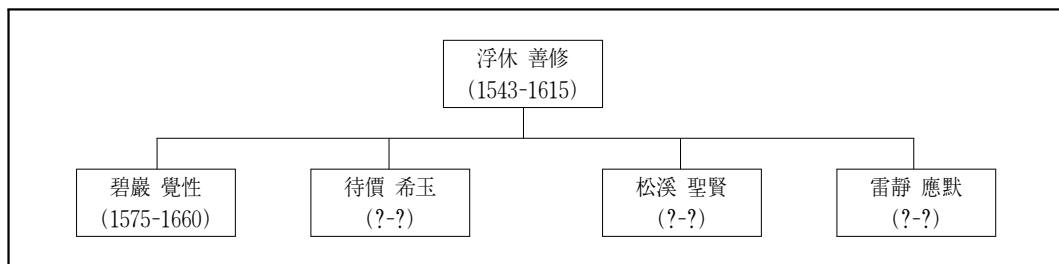 浮休 善修
(1543-1615)
碧巖 覺性
(1575-1660)
待價 希玉
(?-?)
松溪 聖賢
(?-?)
雷靜 應默
(?-?)